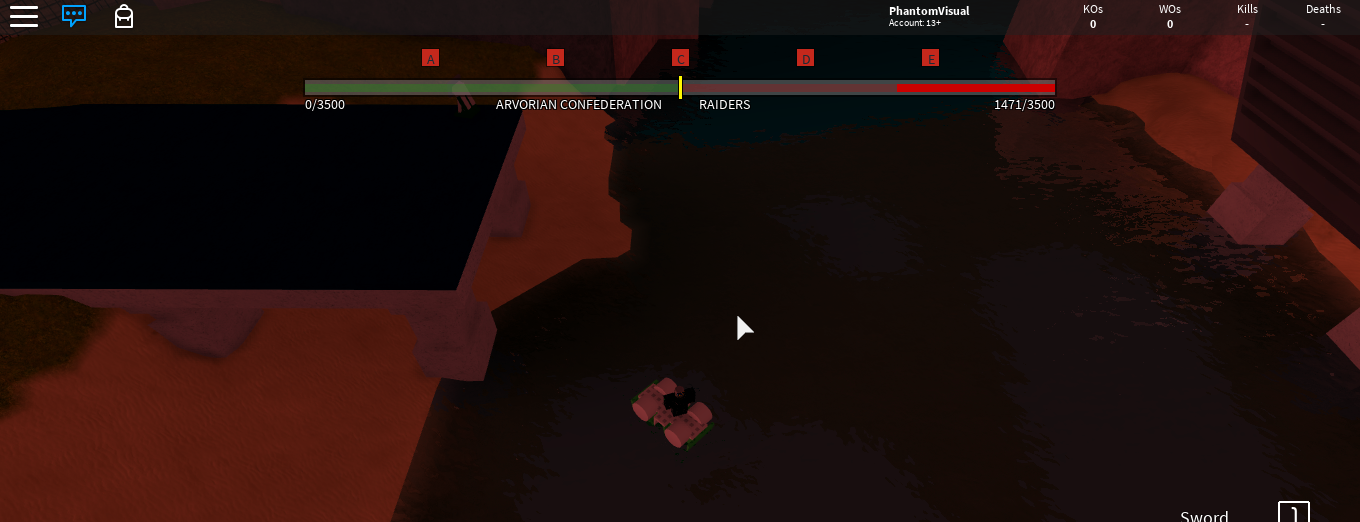 PhantomVisual
Account: 13+
KOs WOs Kills Deaths
0 0 - -
A B C D E
0/3500 ARVORIAN CONFEDERATION RAIDERS 1471/3500
Sword 1